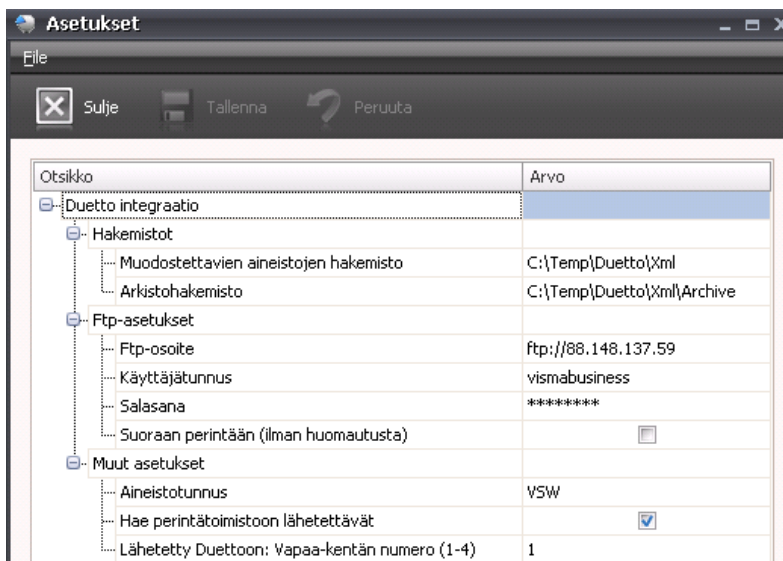 Asetukset
File
Sulje Tallenna Peruuta
Otsikko Arvo
Duetto integraatio
Hakemistot
Muodostettavien aineistojen hakemisto C:\Temp\Duetto\Xml
Arkistohakemisto C:\Temp\Duetto\Xml\Archive
Ftp-asetukset
Ftp-osoite ftp://88.148.137.59
Käyttäjätunnus vismabusiness
Salasana ********
Suoraan perintään (ilman huomautusta)
Muut asetukset
Aineistotunnus VSW
Hae perintätoimistoon lähetettävät
Lähetetty Duettoon: Vapaa-kentän numero (1-4) 1